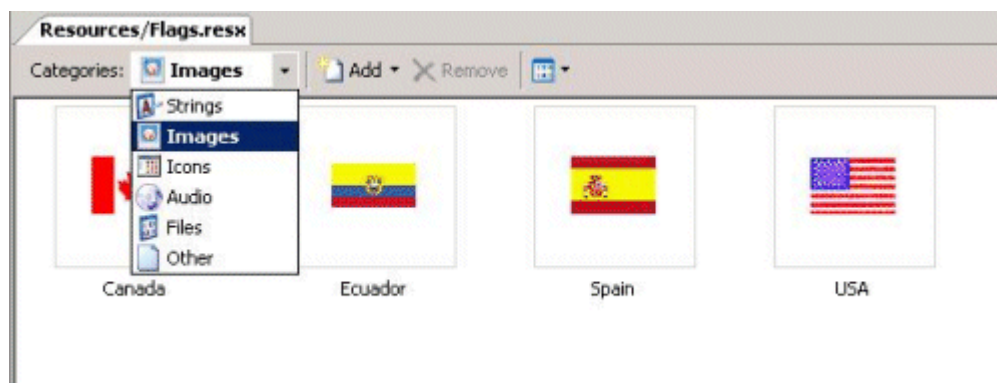 Resources/Flags.resx
Categories: Images Add Remove
Strings
Images
Icons
Audio
Files
Other
Canada Ecuador Spain USA